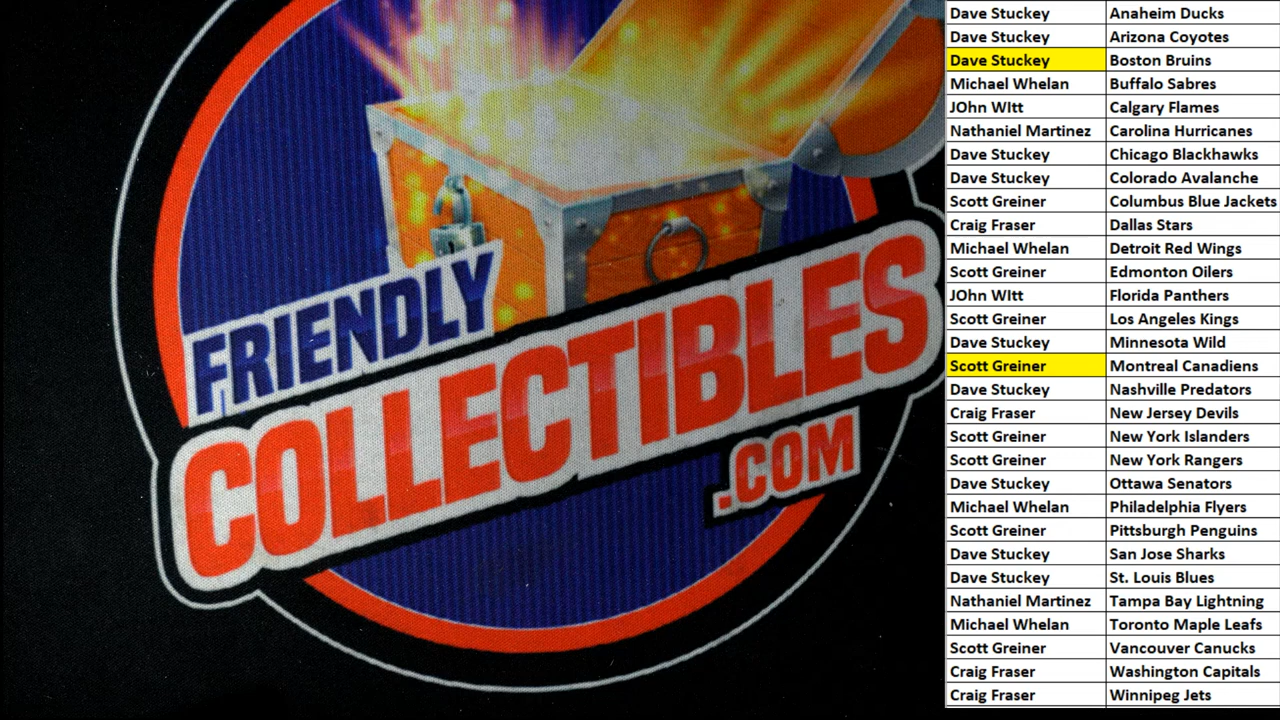 FRIENDLY
COLLECTIBLES
.COM
Dave Stuckey Anaheim Ducks
Dave Stuckey Arizona Coyotes
Dave Stuckey Boston Bruins
Michael Whelan Buffalo Sabres
JOhn WItt Calgary Flames
Nathaniel Martinez Carolina Hurricanes
Dave Stuckey Chicago Blackhawks
Dave Stuckey Colorado Avalanche
Scott Greiner Columbus Blue Jackets
Craig Fraser Dallas Stars
Michael Whelan Detroit Red Wings
Scott Greiner Edmonton Oilers
JOhn WItt Florida Panthers
Scott Greiner Los Angeles Kings
Dave Stuckey Minnesota Wild
Scott Greiner Montreal Canadiens
Dave Stuckey Nashville Predators
Craig Fraser New Jersey Devils
Scott Greiner New York Islanders
Scott Greiner New York Rangers
Dave Stuckey Ottawa Senators
Michael Whelan Philadelphia Flyers
Scott Greiner Pittsburgh Penguins
Dave Stuckey San Jose Sharks
Dave Stuckey St. Louis Blues
Nathaniel Martinez Tampa Bay Lightning
Michael Whelan Toronto Maple Leafs
Scott Greiner Vancouver Canucks
Craig Fraser Washington Capitals
Craig Fraser Winnipeg Jets